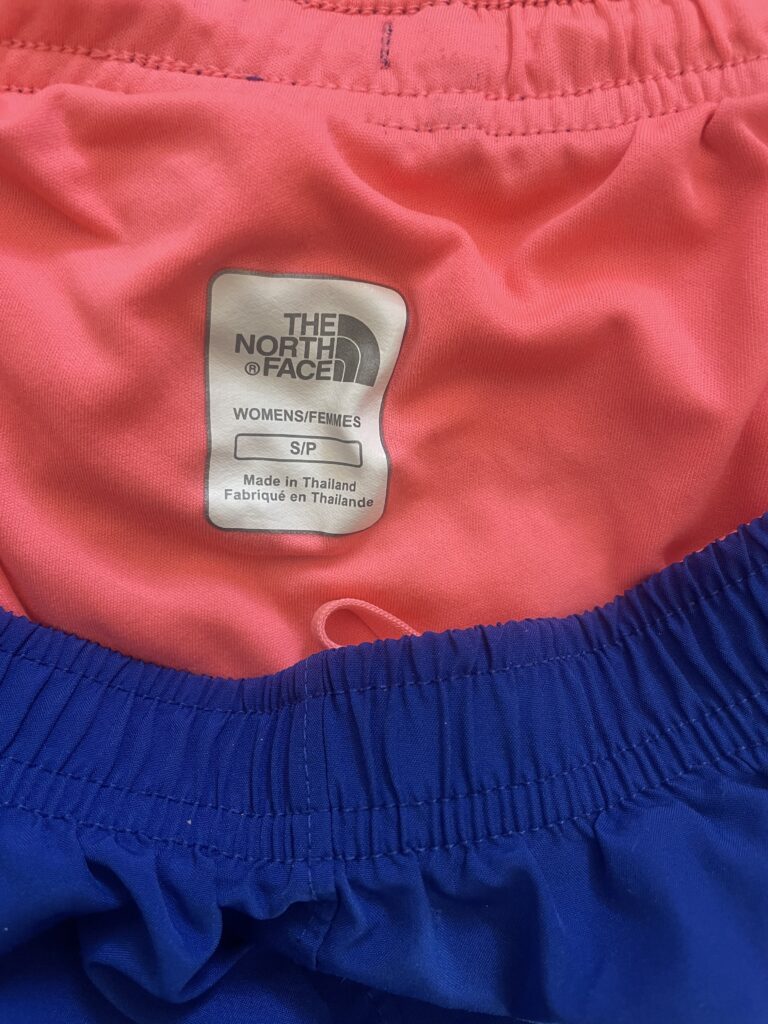 THE
NORTH
® FACE
WOMENS/FEMMES
S/P
Made in Thailand
Fabriqué en Thailande